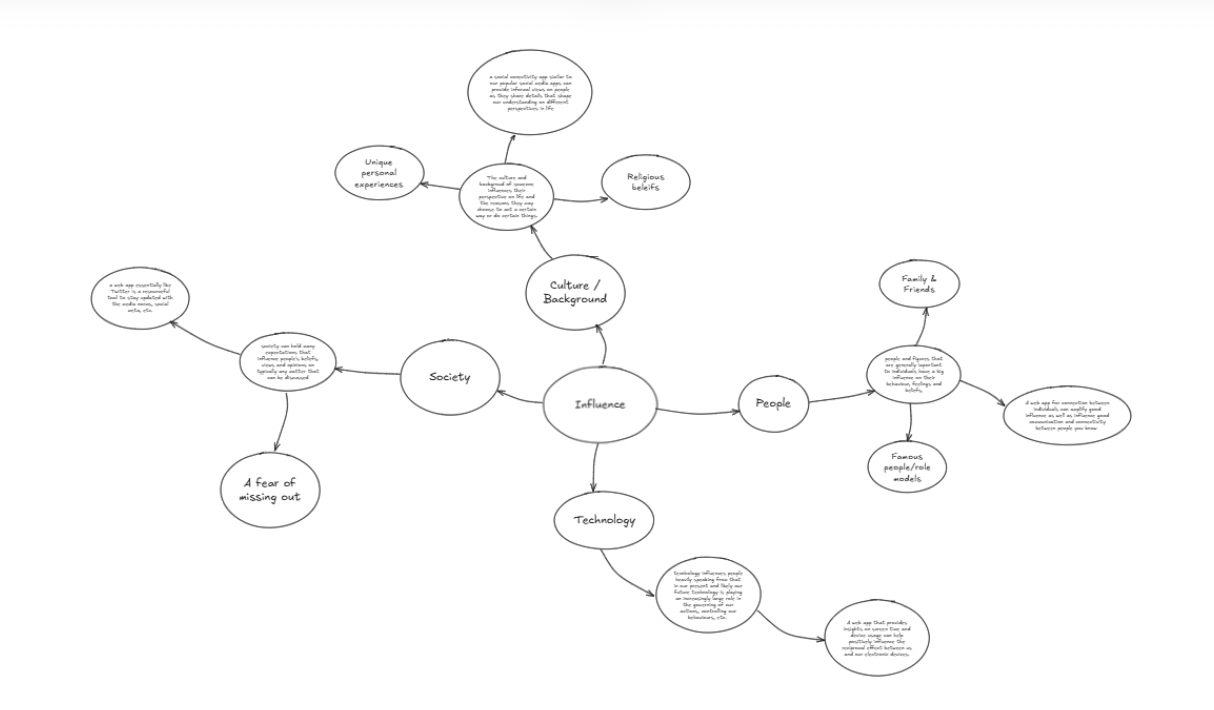 a social connectivity app similar to
our popular social media apps can
provide informal views on people
as they share details that shape
our understanding on different
perspectives in life
Unique
personal
experiences
The culture and
background of someone
influences their
perspective on life and
the reasons they may
choose to act a certain
way or do certain things.
Religious
beleifs
Culture /
Background
a web app essentially like
Twitter is a resourceful
tool to stay updated with
the media news, social
etc.
society can hold many
expectations that
influence people's beliefs,
views and opinions on
typically any matter that
can be discussed
Society
A fear of
missing out
Influence
People
Family &
Friends
people and figures that
are generally important
to individuals have a big
influence on their
behaviour, feelings and
beliefs.
A web app for connection between
individuals can amplify good
influence as well as influence good
communication and connectivity
between people you know
Famous
people/role
models
Technology
technology influences people
heavily speaking from that
in our present and likely our
future technology is playing
an increasingly large role in
the governing of our
actions, controlling our
behaviours, etc.
A web app that provides
insights on screen time and
device usage can help
positively influence the
reciprocal effect between us
and our electronic devices.